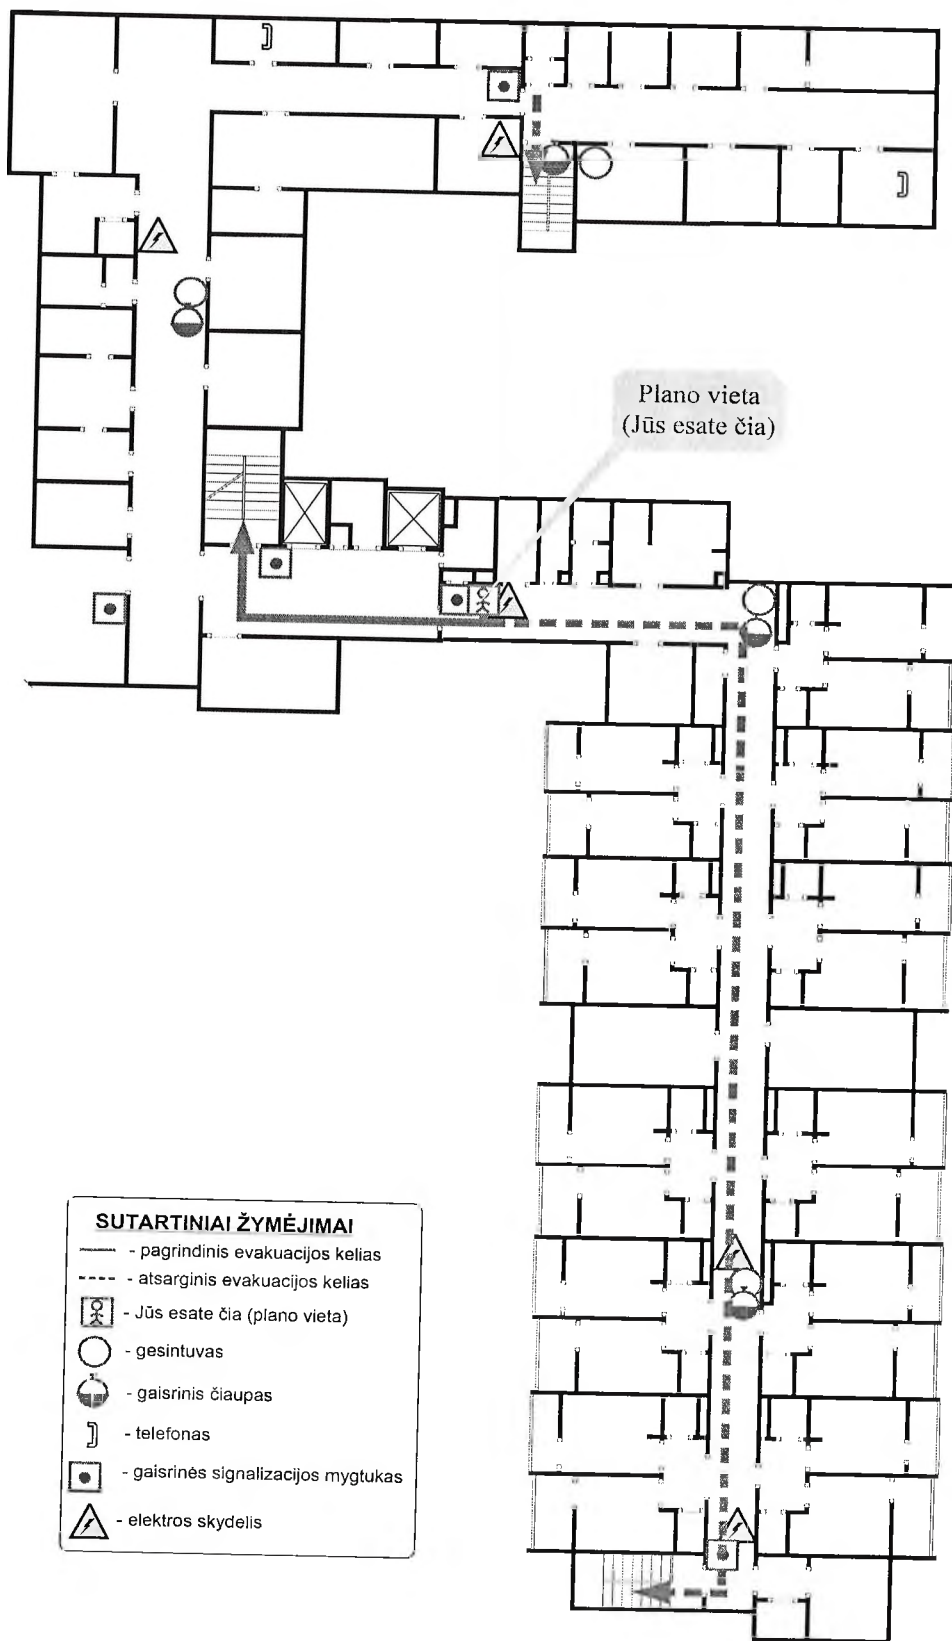 Plano vieta
(Jūs esate čia)
SUTARTINIAI ŽYMĖJIMAI
- pagrindinis evakuacijos kelias
- atsarginis evakuacijos kelias
- Jūs esate čia (plano vieta)
- gesintuvas
- gaisrinis čiaupas
- telefonas
- gaisrinės signalizacijos mygtukas
- elektros skydelis